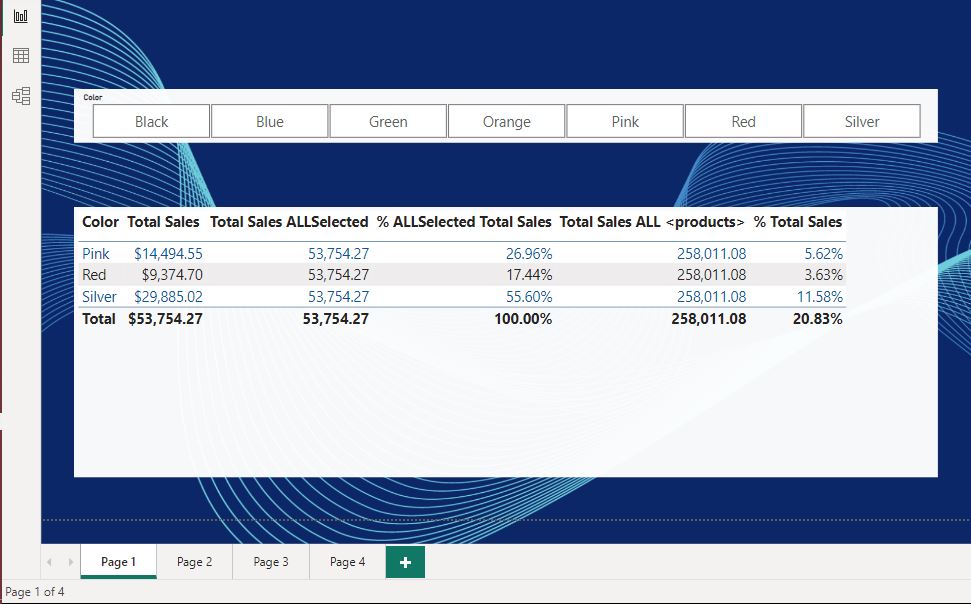 Color
Black Blue Green Orange Pink Red Silver
Color Total Sales Total Sales ALLSelected % ALLSelected Total Sales Total Sales ALL <products> % Total Sales
Pink $14,494.55 53,754.27 26.96% 258,011.08 5.62%
Red $9,374.70 53,754.27 17.44% 258,011.08 3.63%
Silver $29,885.02 53,754.27 55.60% 258,011.08 11.58%
Total $53,754.27 53,754.27 100.00% 258,011.08 20.83%
Page 1 Page 2 Page 3 Page 4 +
Page 1 of 4